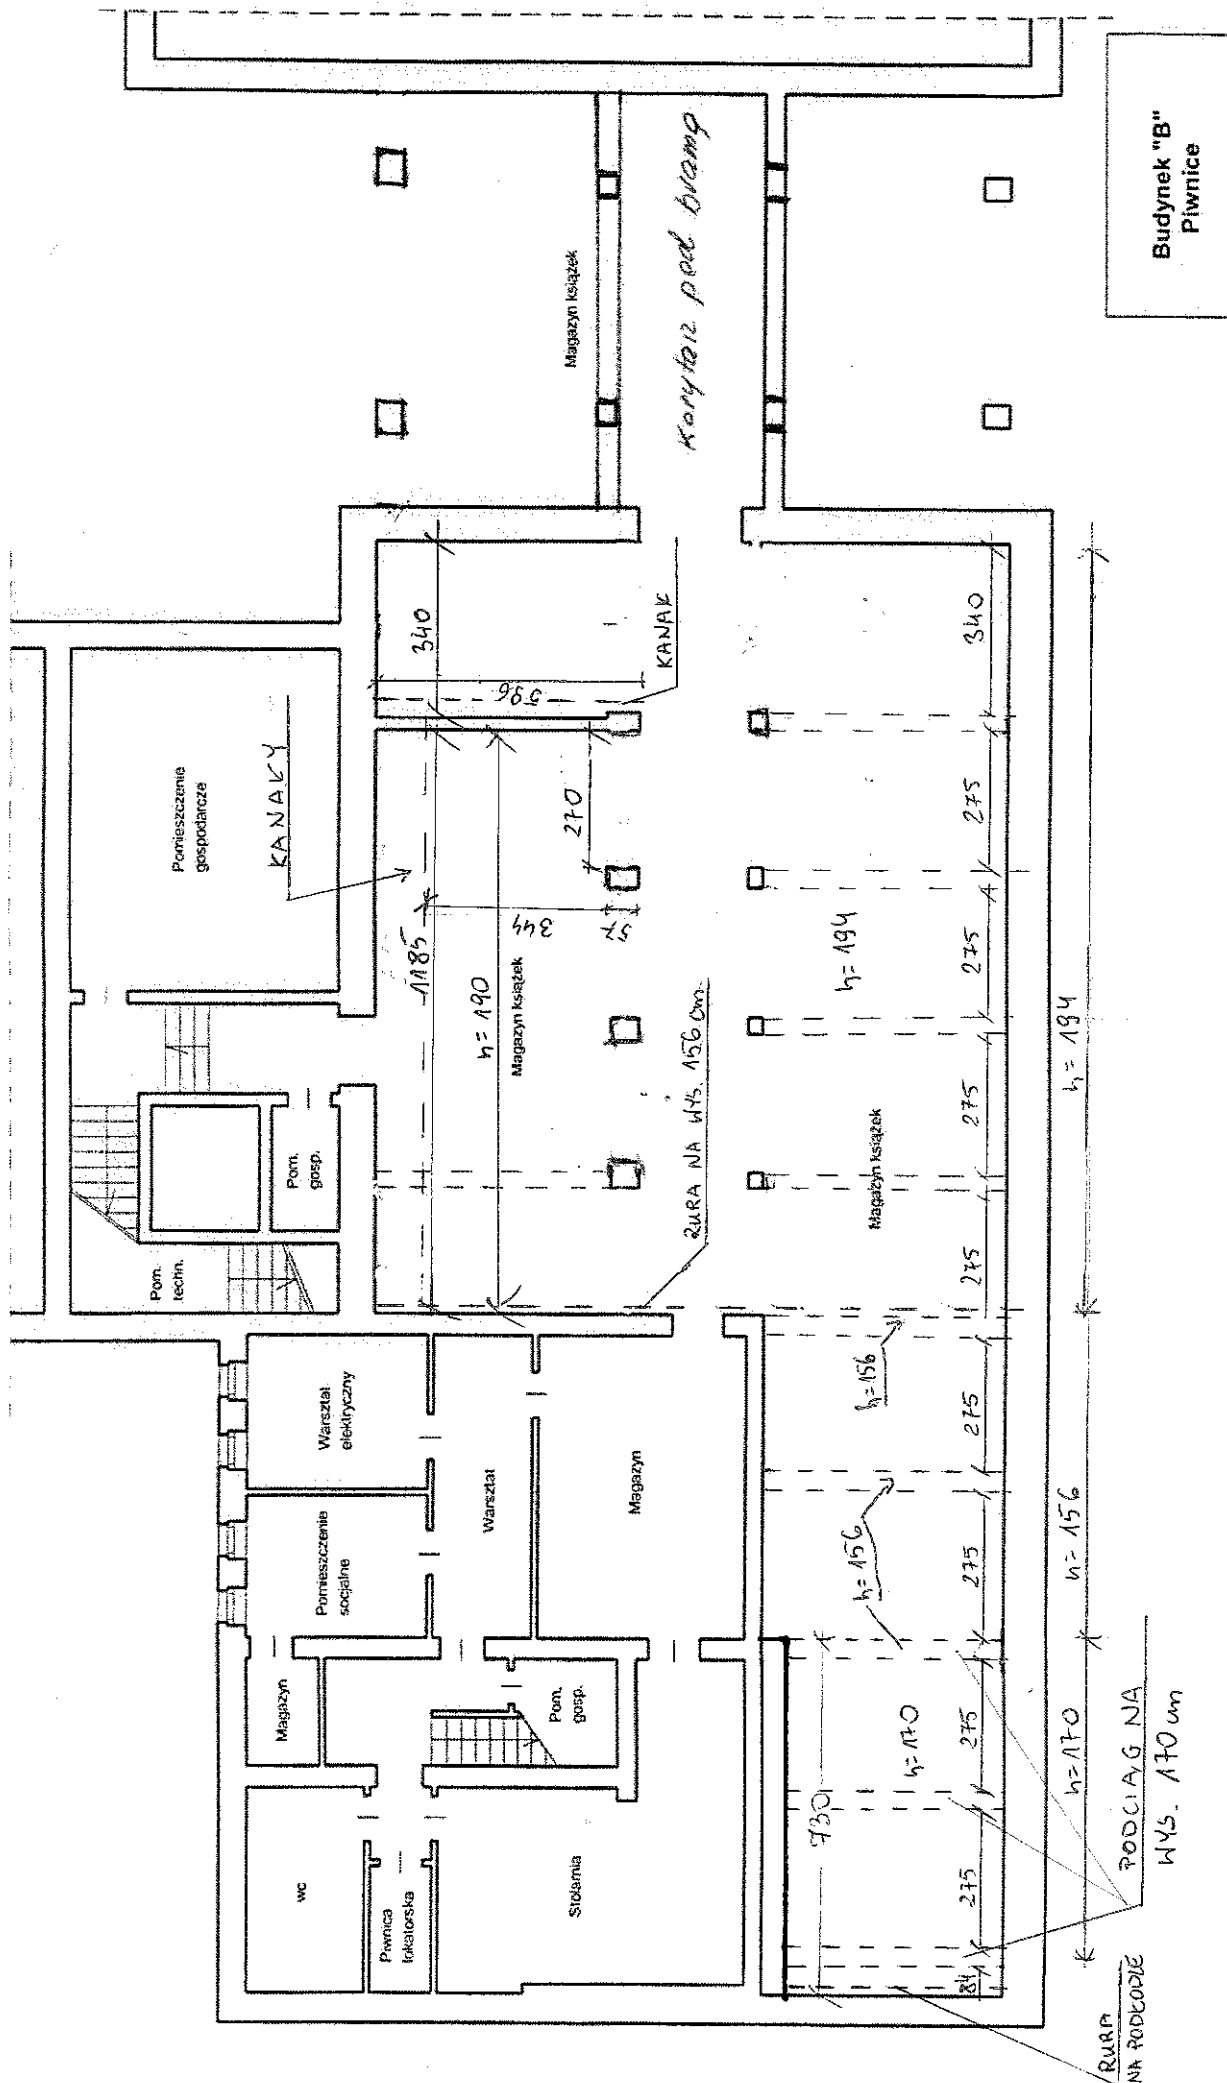 Budynek "B"
Piwnice
Magazyn książek
Korytarz pod bramą
Pomieszczenie
gospodarcze
KANAŁY
340
596
KANAŁ
340
1185
h = 190
Magazyn książek
270
344
57
h= 194
275
275
275
275
Magazyn książek
RURA NA WYS. 156 cm
h= 194
Pom.
gosp.
Pom.
techn.
Warsztat
elektryczny
Pomieszczenie
socjalne
Warsztat
Magazyn
h=156
h=156
275
275
h= 156
Magazyn
Pom.
gosp.
wc
Piwnica
lokatorska
Stolarnia
730
h=170
275
275
84
h=170
PODCIĄG NA
WYS. 170 cm
RURA
NA PODŁODZE